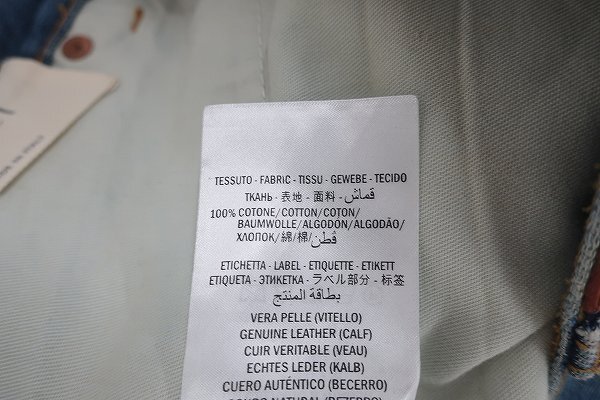 TESSUTO - FABRIC - TISSU - GEWEBE - TECIDO
ТКАНЬ - 表地 - 面料 - قماش
100% COTONE/COTTON/COTON/
BAUMWOLLE/ALGODÓN/ALGODÃO/
ХЛОПОК/綿/棉/قُطن
ETICHETTA - LABEL - ETIQUETTE - ETIKETT
ETIQUETA - ЭТИКЕТКА - ラベル部分 - 标签
بطاقة المنتج
VERA PELLE (VITELLO)
GENUINE LEATHER (CALF)
CUIR VERITABLE (VEAU)
ECHTES LEDER (KALB)
CUERO AUTÉNTICO (BECERRO)